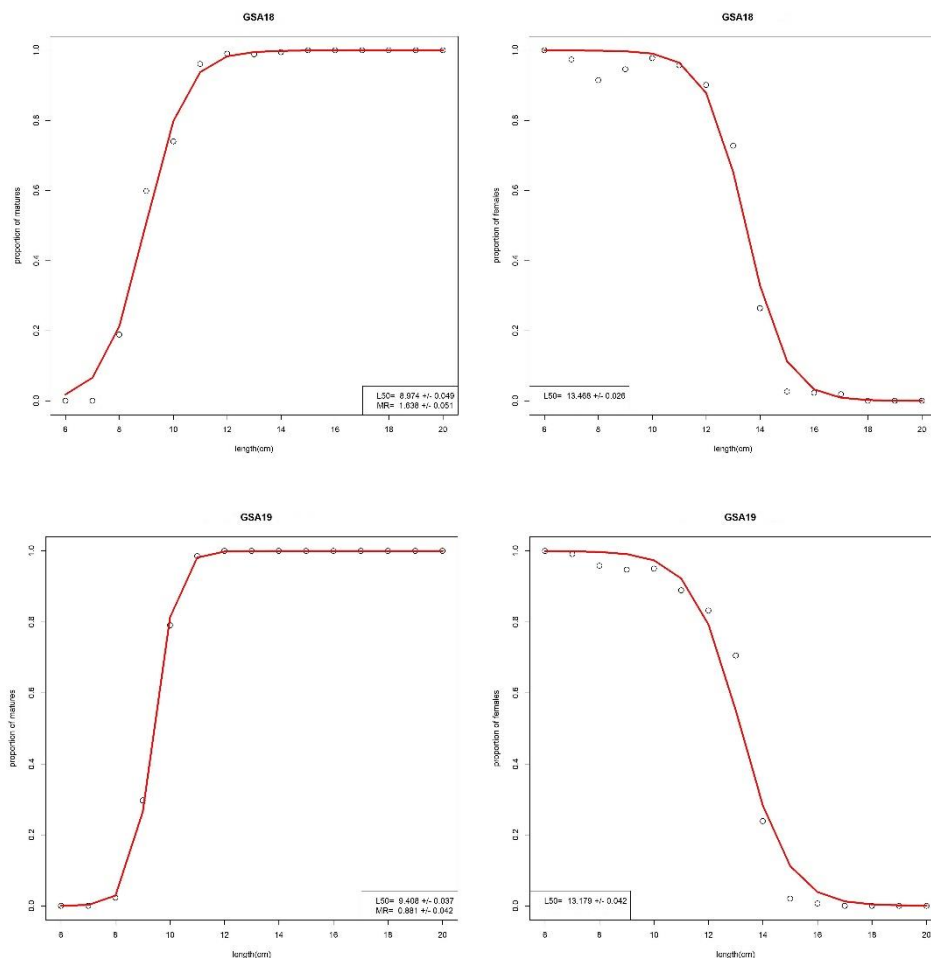 GSA18
proportion of matures
0.0 0.2 0.4 0.6 0.8 1.0
L50= 8.974 +/- 0.049
MR= 1.638 +/- 0.051
6 8 10 12 14 16 18 20
length(cm)
GSA18
proportion of females
0.0 0.2 0.4 0.6 0.8 1.0
L50= 13.468 +/- 0.026
6 8 10 12 14 16 18 20
length(cm)
GSA19
proportion of matures
0.0 0.2 0.4 0.6 0.8 1.0
L50= 9.408 +/- 0.037
MR= 0.881 +/- 0.042
6 8 10 12 14 16 18 20
length(cm)
GSA19
proportion of females
0.0 0.2 0.4 0.6 0.8 1.0
L50= 13.179 +/- 0.042
6 8 10 12 14 16 18 20
length(cm)